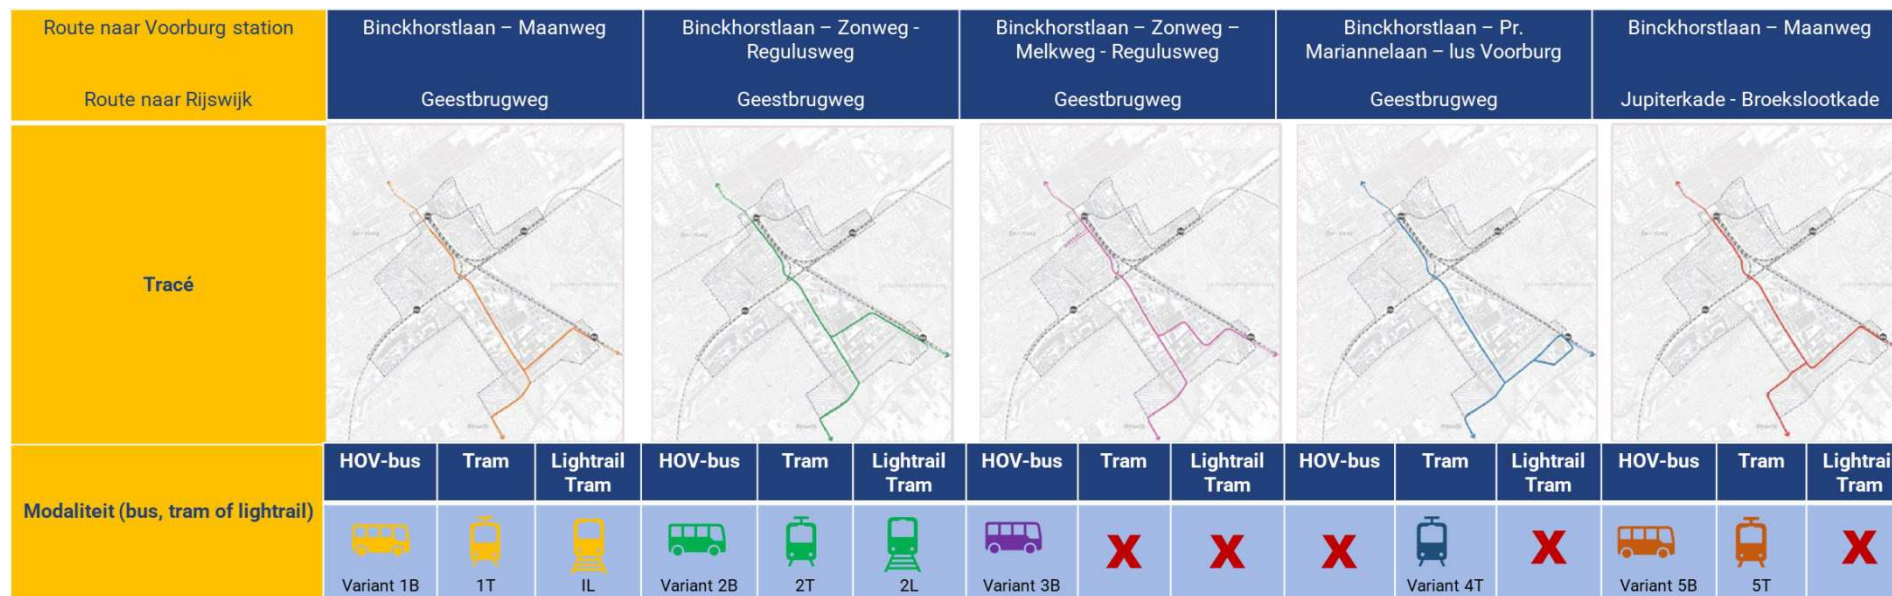 Route naar Voorburg station
Route naar Rijswijk
Binckhorstlaan – Maanweg
Geestbrugweg
Binckhorstlaan – Zonweg -
Regulusweg
Geestbrugweg
Binckhorstlaan – Zonweg –
Melkweg - Regulusweg
Geestbrugweg
Binckhorstlaan – Pr.
Mariannelaan – lus Voorburg
Geestbrugweg
Binckhorstlaan – Maanweg
Jupiterkade - Broekslootkade
Tracé
Modaliteit (bus, tram of lightrail)
HOV-bus
Tram
Lightrail
Tram
HOV-bus
Tram
Lightrail
Tram
HOV-bus
Tram
Lightrail
Tram
HOV-bus
Tram
Lightrail
Tram
HOV-bus
Tram
Lightrail
Tram
X
X
X
X
X
Variant 1B
1T
IL
Variant 2B
2T
2L
Variant 3B
Variant 4T
Variant 5B
5T